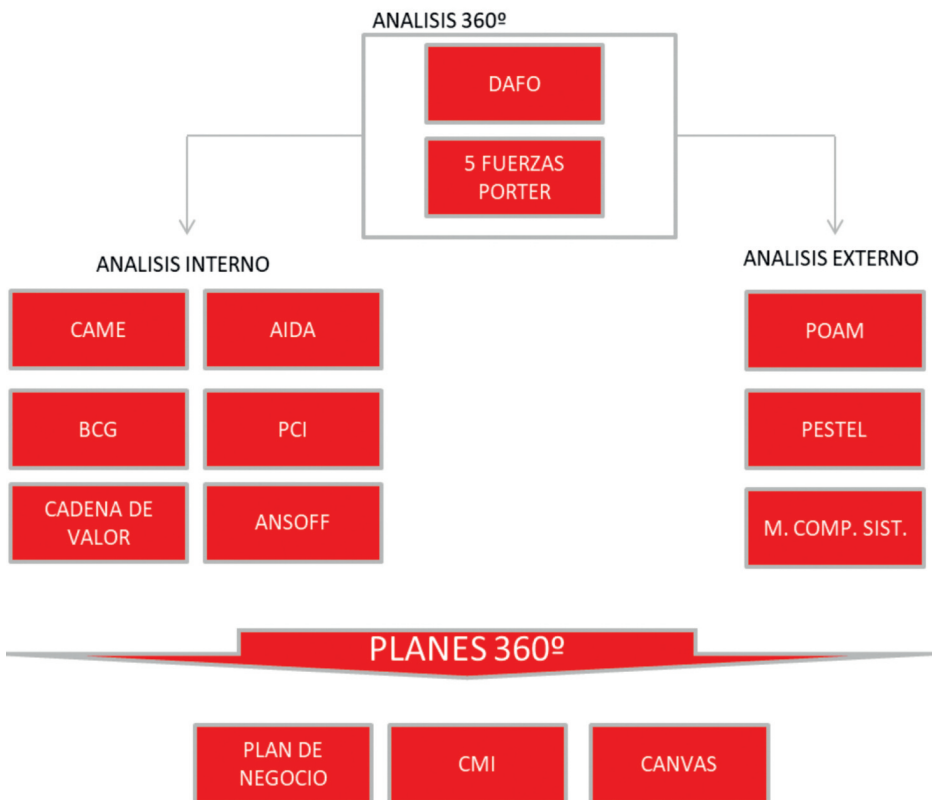 ANALISIS 360º
DAFO
5 FUERZAS
PORTER
ANALISIS INTERNO
CAME
AIDA
BCG
PCI
CADENA DE
VALOR
ANSOFF
ANALISIS EXTERNO
POAM
PESTEL
M. COMP. SIST.
PLANES 360º
PLAN DE
NEGOCIO
CMI
CANVAS